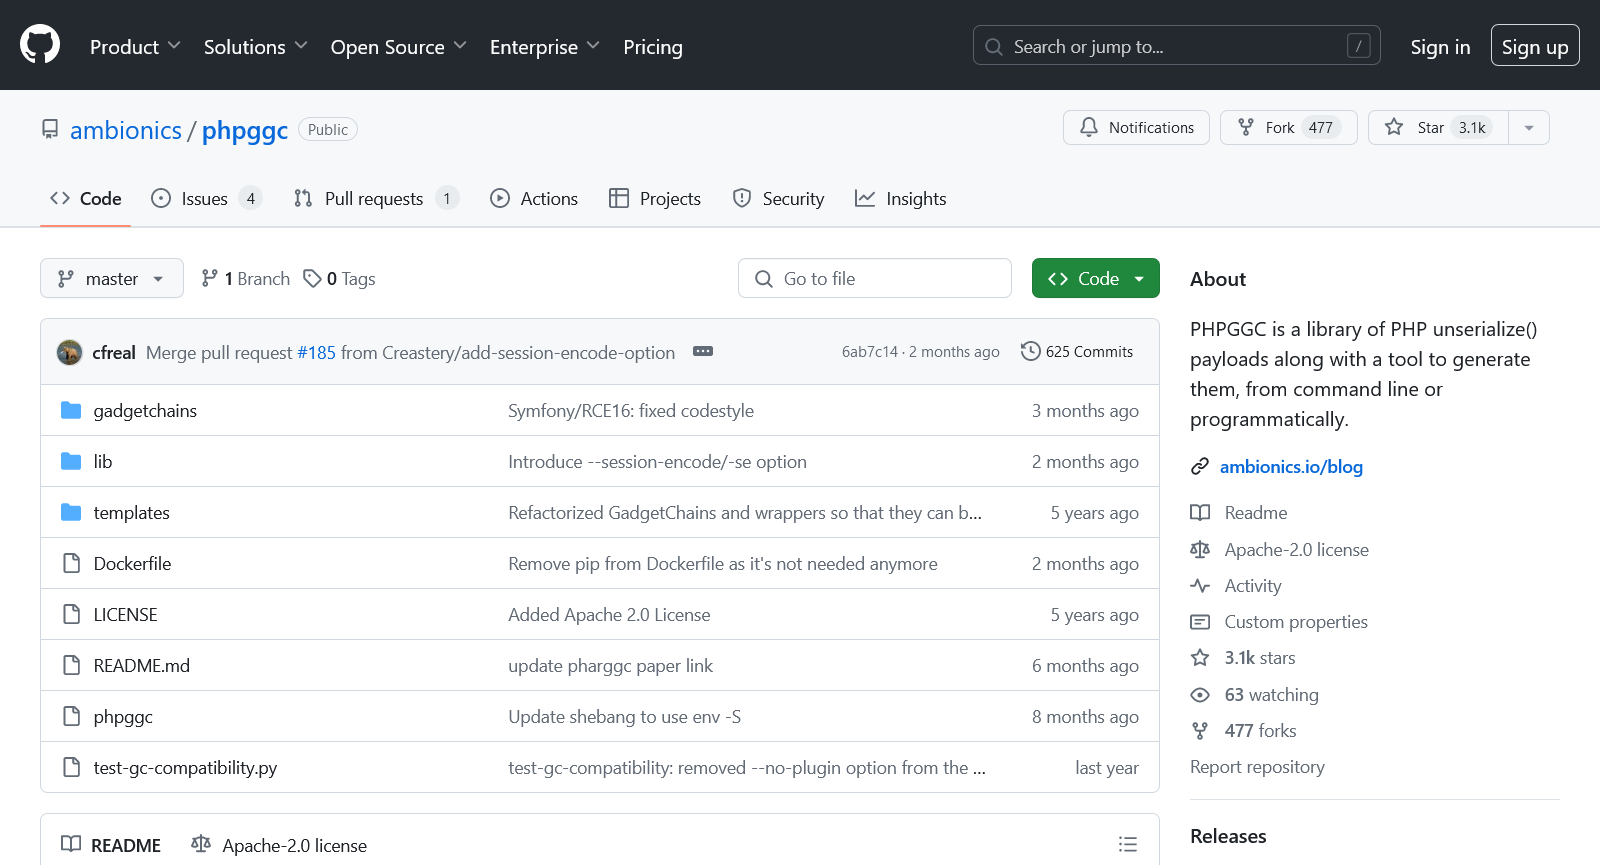 Product Solutions Open Source Enterprise Pricing Search or jump to... / Sign in Sign up
ambionics / phpggc Public Notifications Fork 477 Star 3.1k
Code Issues 4 Pull requests 1 Actions Projects Security Insights
master 1 Branch 0 Tags Go to file Code
cfreal Merge pull request #185 from Creastery/add-session-encode-option 6ab7c14 · 2 months ago 625 Commits
gadgetchains Symfony/RCE16: fixed codestyle 3 months ago
lib Introduce --session-encode/-se option 2 months ago
templates Refactorized GadgetChains and wrappers so that they can b... 5 years ago
Dockerfile Remove pip from Dockerfile as it's not needed anymore 2 months ago
LICENSE Added Apache 2.0 License 5 years ago
README.md update pharggc paper link 6 months ago
phpggc Update shebang to use env -S 8 months ago
test-gc-compatibility.py test-gc-compatibility: removed --no-plugin option from the ... last year
README Apache-2.0 license
About
PHPGGC is a library of PHP unserialize()
payloads along with a tool to generate
them, from command line or
programmatically.
ambionics.io/blog
Readme
Apache-2.0 license
Activity
Custom properties
3.1k stars
63 watching
477 forks
Report repository
Releases